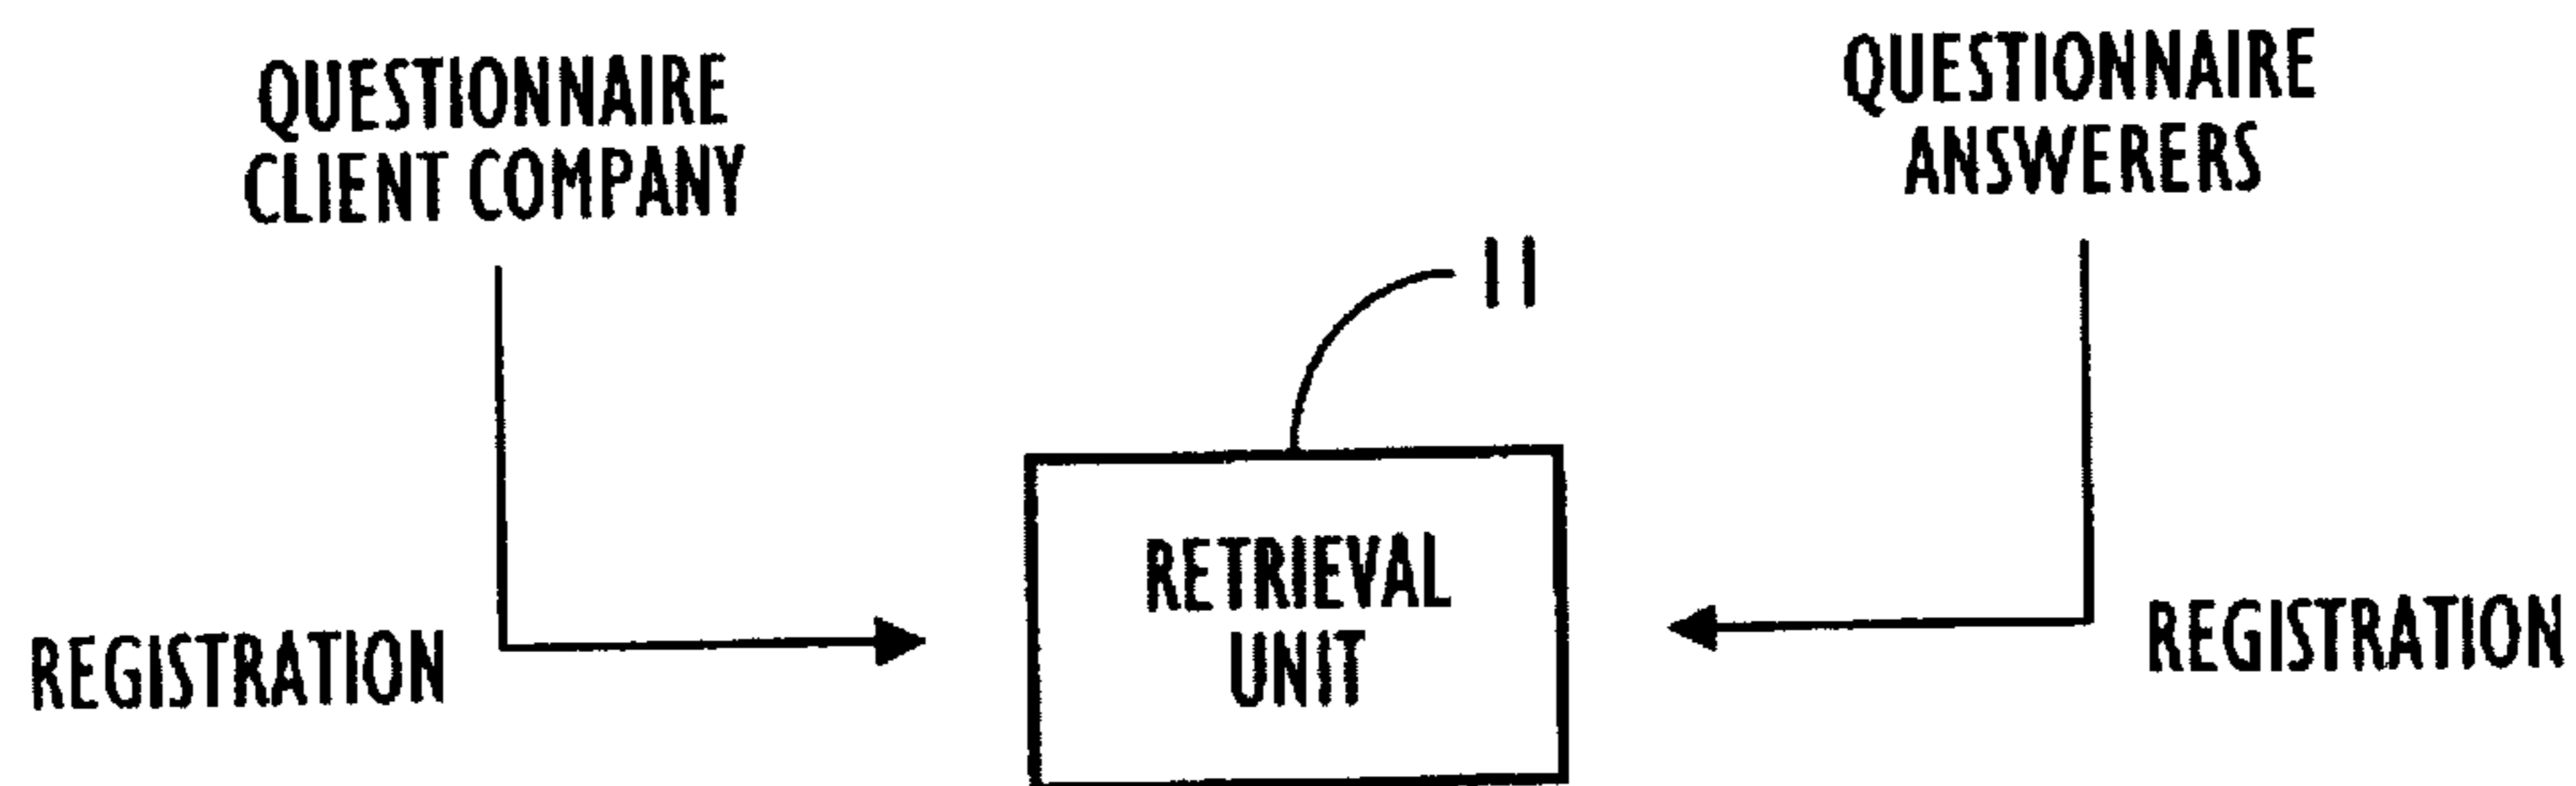 QUESTIONNAIRE
CLIENT COMPANY
QUESTIONNAIRE
ANSWERERS
11
REGISTRATION
RETRIEVAL
UNIT
REGISTRATION